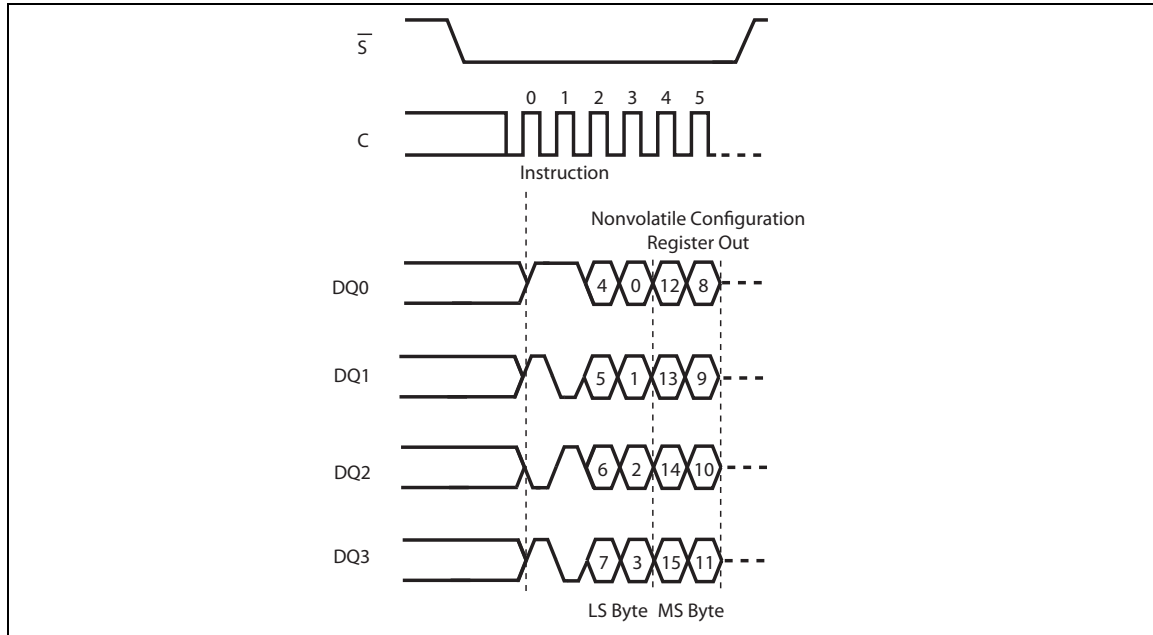 S
0 1 2 3 4 5
C
Instruction
Nonvolatile Configuration
Register Out
DQ0 4 0 12 8
DQ1 5 1 13 9
DQ2 6 2 14 10
DQ3 7 3 15 11
LS Byte MS Byte